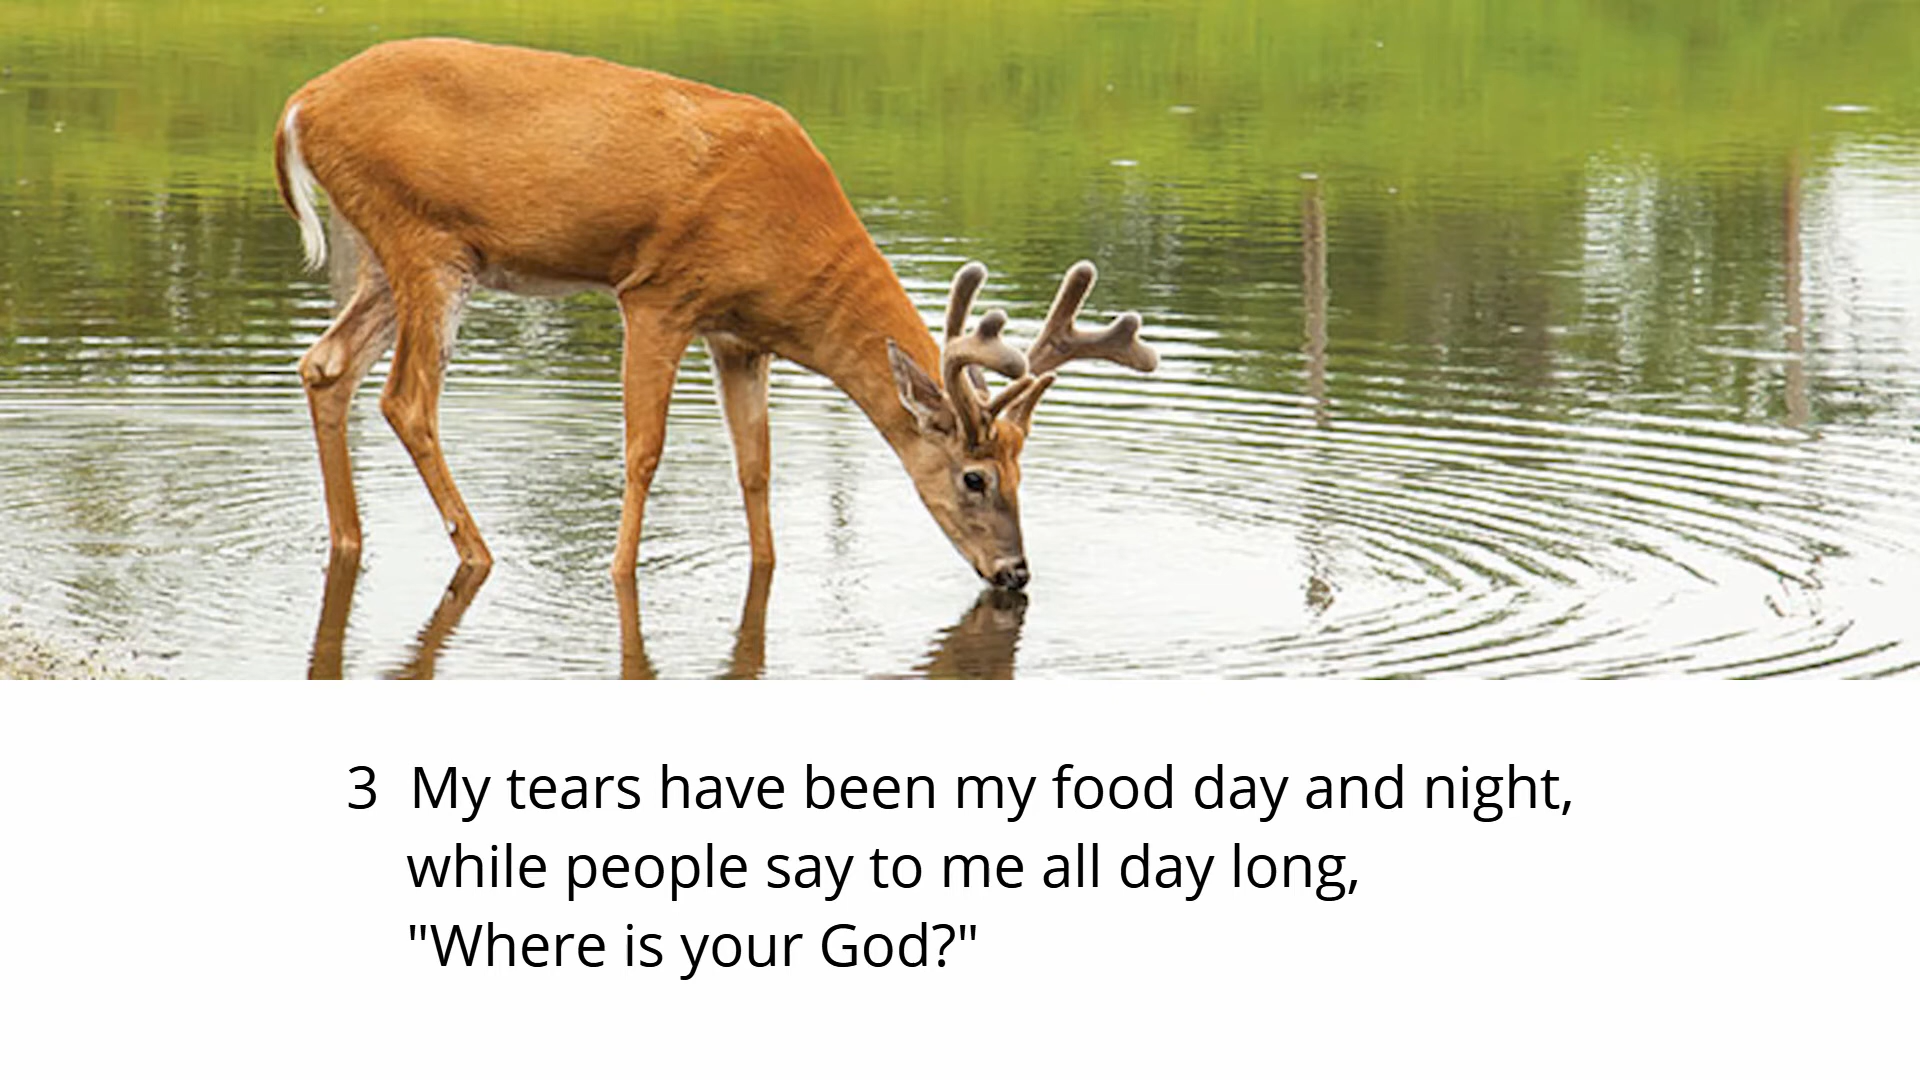 3 My tears have been my food day and night,
while people say to me all day long,
"Where is your God?"